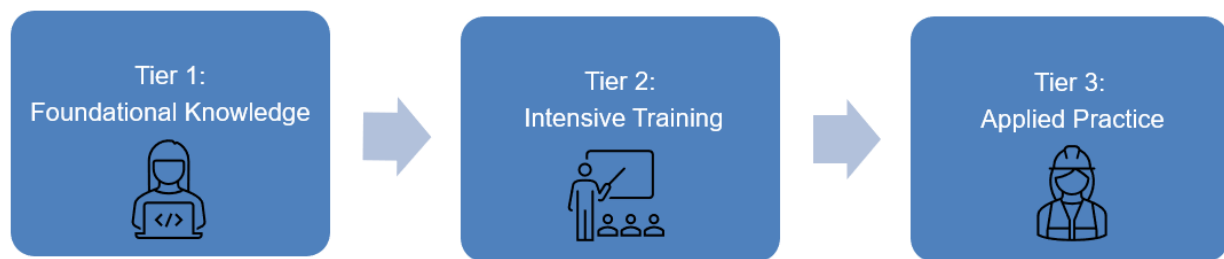 Tier 1:
Foundational Knowledge
</>
Tier 2:
Intensive Training
Tier 3:
Applied Practice